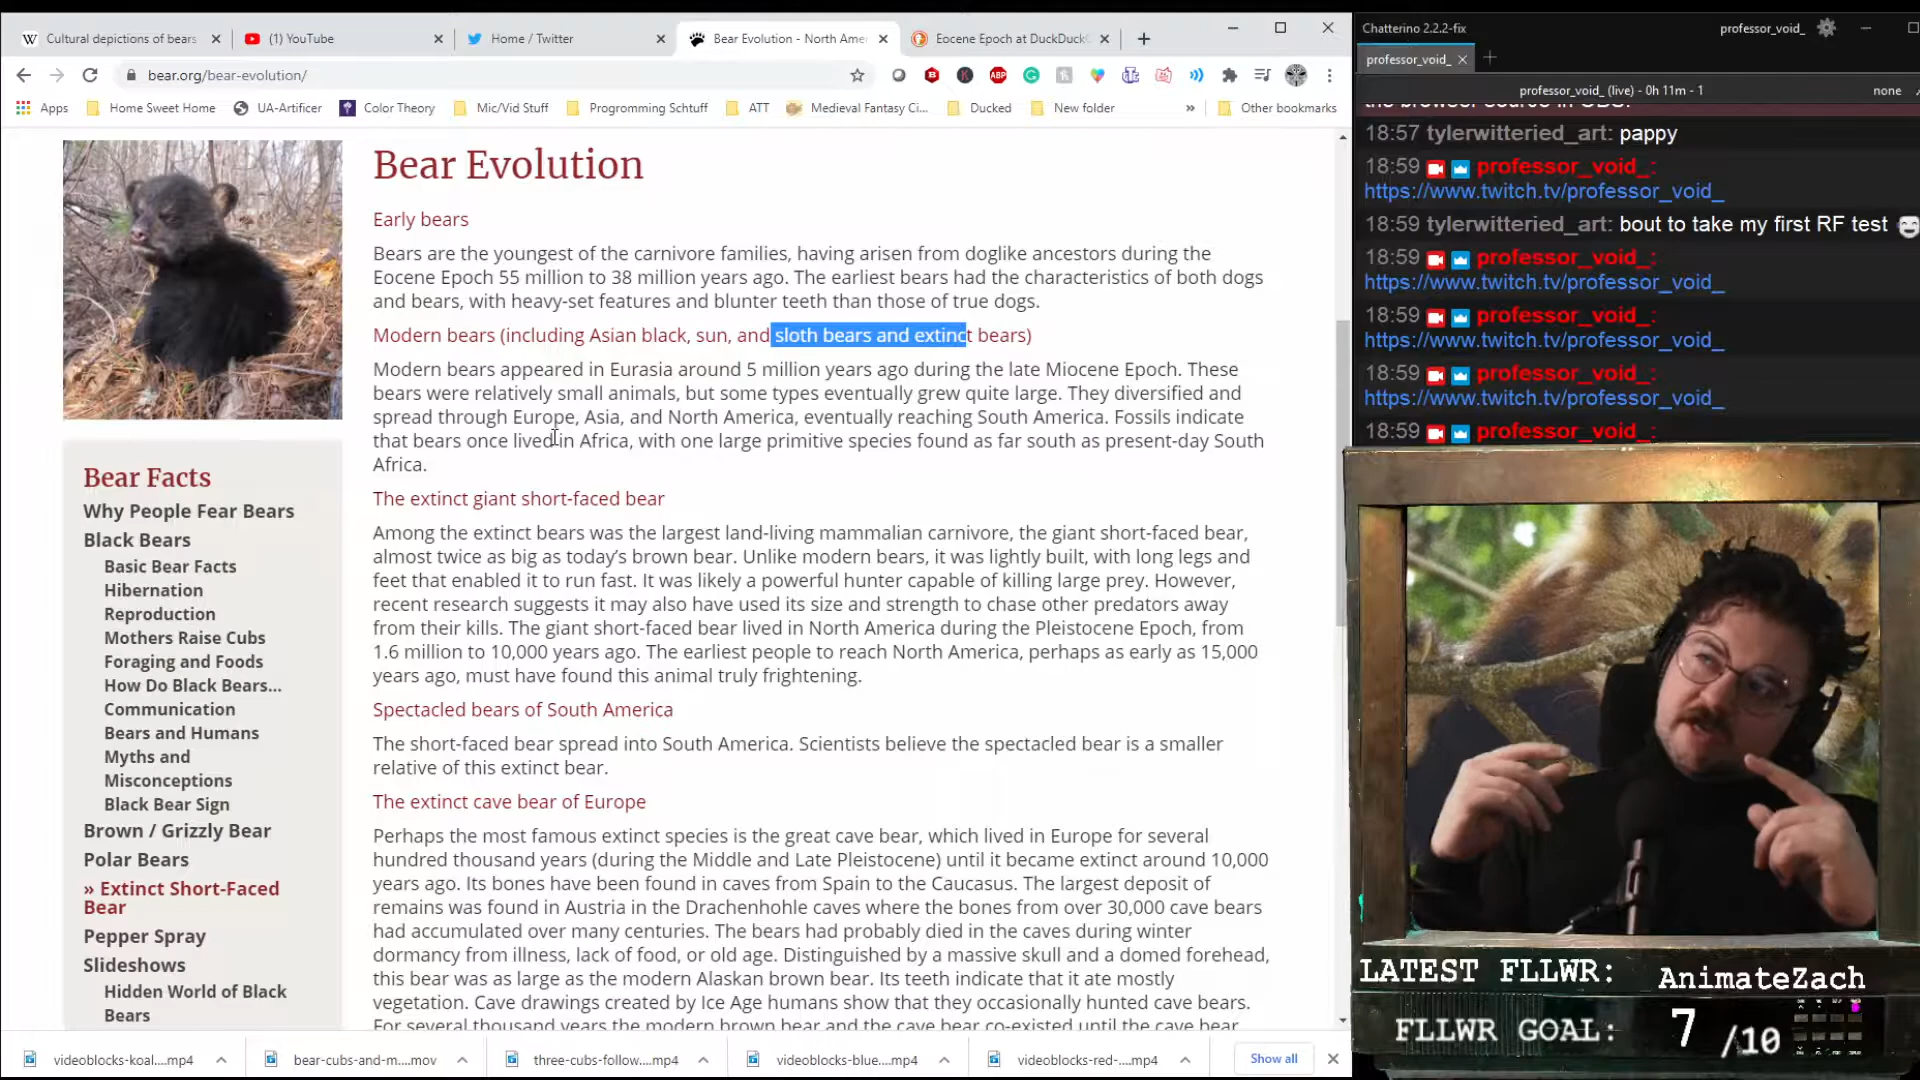 Cultural depictions of bears
(1) YouTube
Home / Twitter
Bear Evolution - North Ame
Eocene Epoch at DuckDuck
bear.org/bear-evolution/
Apps
Home Sweet Home
UA-Artificer
Color Theory
Mic/Vid Stuff
Programming Schtuff
ATT
Medieval Fantasy Ci...
Ducked
New folder
»
Other bookmarks
Bear Evolution
Early bears
Bears are the youngest of the carnivore families, having arisen from doglike ancestors during the
Eocene Epoch 55 million to 38 million years ago. The earliest bears had the characteristics of both dogs
and bears, with heavy-set features and blunter teeth than those of true dogs.
Modern bears (including Asian black, sun, and sloth bears and extinct bears)
Modern bears appeared in Eurasia around 5 million years ago during the late Miocene Epoch. These
bears were relatively small animals, but some types eventually grew quite large. They diversified and
spread through Europe, Asia, and North America, eventually reaching South America. Fossils indicate
that bears once lived in Africa, with one large primitive species found as far south as present-day South
Africa.
The extinct giant short-faced bear
Among the extinct bears was the largest land-living mammalian carnivore, the giant short-faced bear,
almost twice as big as today's brown bear. Unlike modern bears, it was lightly built, with long legs and
feet that enabled it to run fast. It was likely a powerful hunter capable of killing large prey. However,
recent research suggests it may also have used its size and strength to chase other predators away
from their kills. The giant short-faced bear lived in North America during the Pleistocene Epoch, from
1.6 million to 10,000 years ago. The earliest people to reach North America, perhaps as early as 15,000
years ago, must have found this animal truly frightening.
Spectacled bears of South America
The short-faced bear spread into South America. Scientists believe the spectacled bear is a smaller
relative of this extinct bear.
The extinct cave bear of Europe
Perhaps the most famous extinct species is the great cave bear, which lived in Europe for several
hundred thousand years (during the Middle and Late Pleistocene) until it became extinct around 10,000
years ago. Its bones have been found in caves from Spain to the Caucasus. The largest deposit of
remains was found in Austria in the Drachenhohle caves where the bones from over 30,000 cave bears
had accumulated over many centuries. The bears had probably died in the caves during winter
dormancy from illness, lack of food, or old age. Distinguished by a massive skull and a domed forehead,
this bear was as large as the modern Alaskan brown bear. Its teeth indicate that it ate mostly
vegetation. Cave drawings created by Ice Age humans show that they occasionally hunted cave bears.
For several thousand years the modern brown bear and the cave bear co-existed until the cave bear
Bear Facts
Why People Fear Bears
Black Bears
Basic Bear Facts
Hibernation
Reproduction
Mothers Raise Cubs
Foraging and Foods
How Do Black Bears...
Communication
Bears and Humans
Myths and
Misconceptions
Black Bear Sign
Brown / Grizzly Bear
Polar Bears
» Extinct Short-Faced
Bear
Pepper Spray
Slideshows
Hidden World of Black
Bears
videoblocks-koal....mp4
bear-cubs-and-m....mov
three-cubs-follow....mp4
videoblocks-blue....mp4
videoblocks-red-....mp4
Show all
Chatterino 2.2.2-fix
professor_void_
professor_void_
professor_void_ (live) - 0h 11m - 1
none
the browser source in OBS.
18:57 tylerwitteried_art: pappy
18:59 professor_void_:
https://www.twitch.tv/professor_void_
18:59 tylerwitteried_art: bout to take my first RF test
18:59 professor_void_:
https://www.twitch.tv/professor_void_
18:59 professor_void_:
https://www.twitch.tv/professor_void_
18:59 professor_void_:
https://www.twitch.tv/professor_void_
18:59 professor_void_:
LATEST FLLWR: AnimateZach
FLLWR GOAL: 7 /10